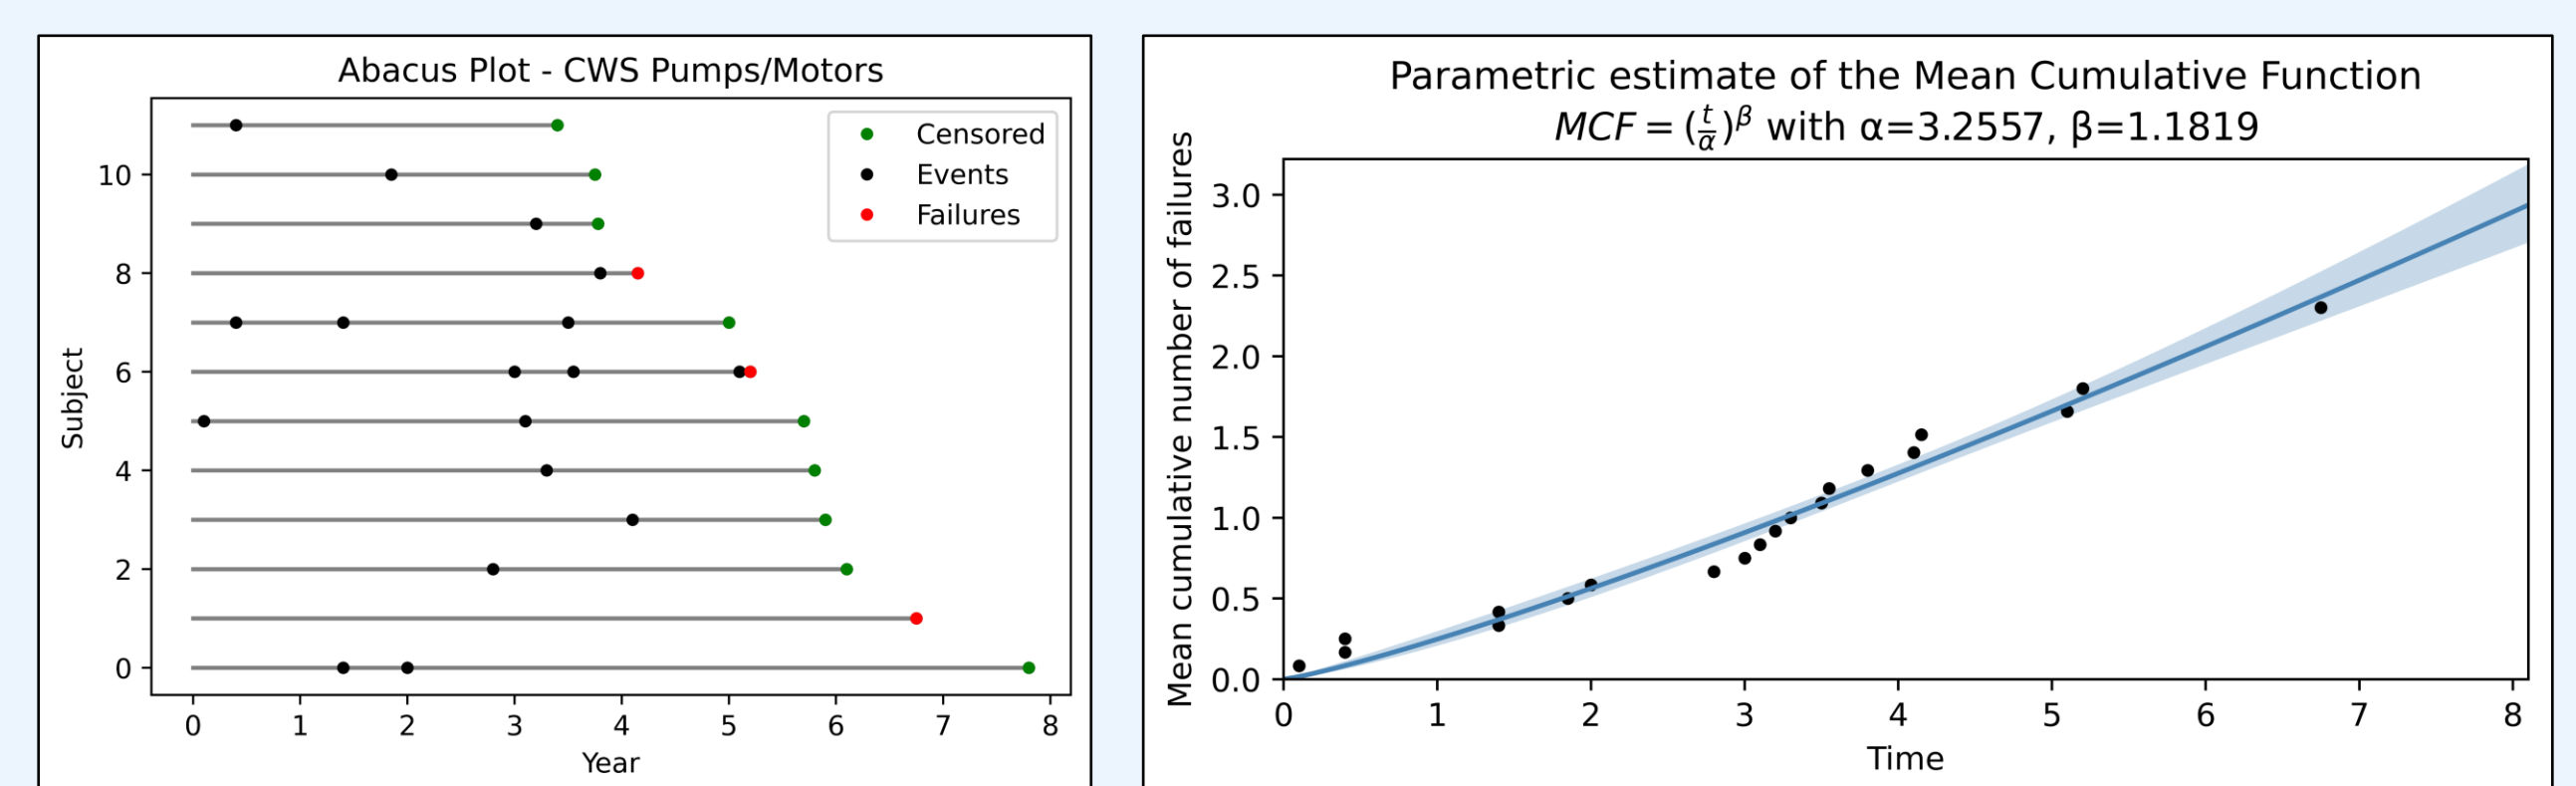 Abacus Plot - CWS Pumps/Motors
Censored
Events
Failures
10
8
6
4
2
0
Subject
0 1 2 3 4 5 6 7 8
Year
Parametric estimate of the Mean Cumulative Function
MCF = (t/α)^β with α=3.2557, β=1.1819
Mean cumulative number of failures
3.0
2.5
2.0
1.5
1.0
0.5
0.0
0 1 2 3 4 5 6 7 8
Time